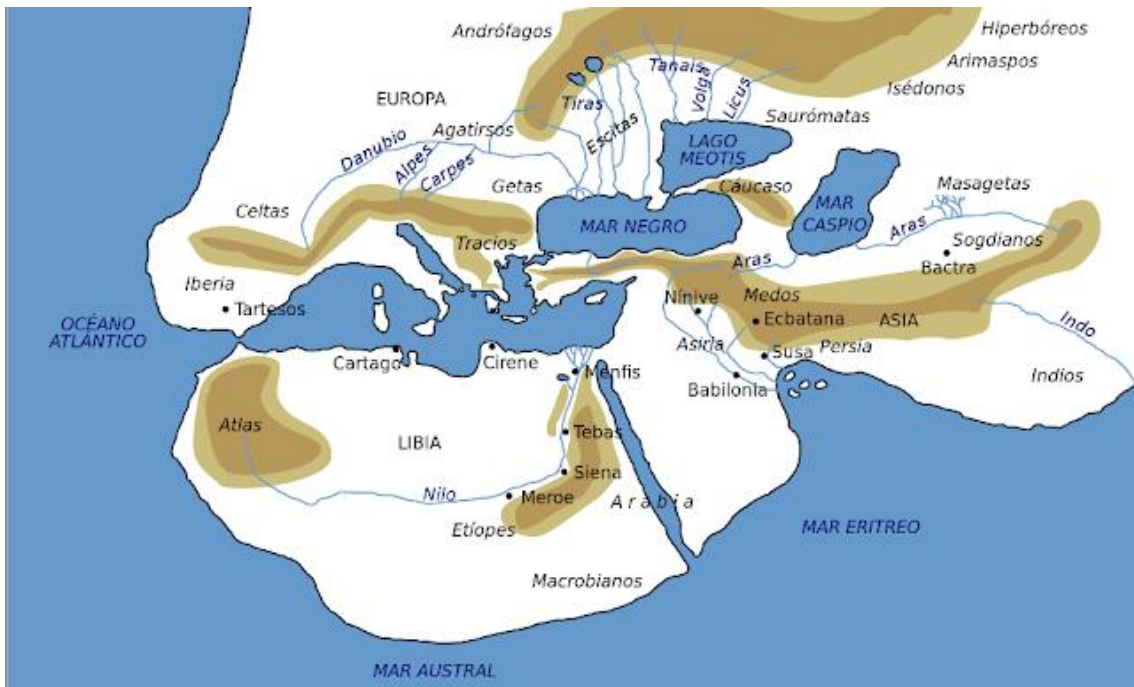 Andrófagos
Hiperbóreos
Arimaspos
Isédonos
Tanais
Volga
Licus
EUROPA
Tiras
Saurómatas
Agatirsos
Escitas
Danubio
LAGO
MEOTIS
Alpes
Carpes
Getas
Cáucaso
Masagetas
Celtas
MAR
CASPIO
Aras
MAR NEGRO
Tracios
Sogdianos
Aras
Bactra
Iberia
Tartesos
Nínive
Medos
Ecbatana
ASIA
Indo
OCÉANO
ATLÁNTICO
Asiria
Persia
Susa
Cartago
Cirene
Menfis
Babilonia
Indios
Atlas
LIBIA
Tebas
Siena
Nilo
Meroe
Arabia
Etíopes
MAR ERITREO
Macrobianos
MAR AUSTRAL